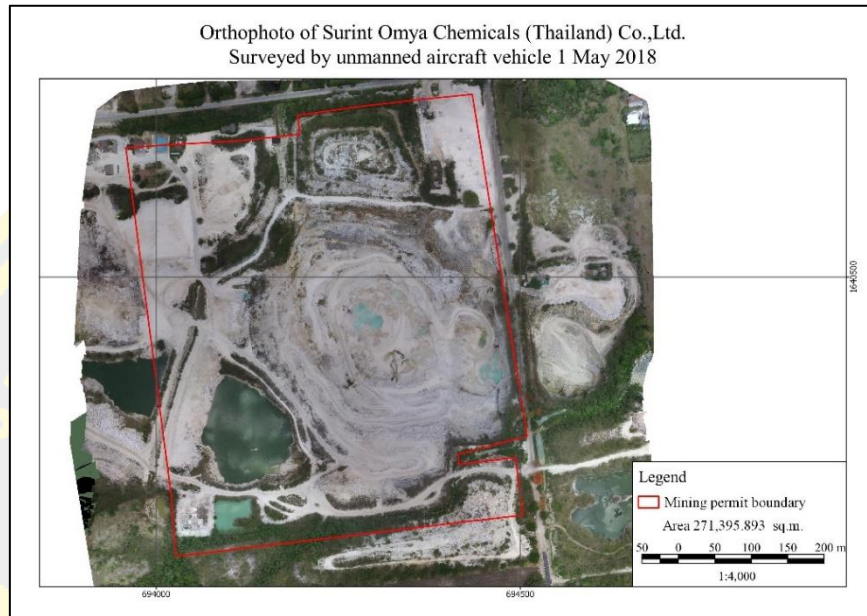 Orthophoto of Surint Omya Chemicals (Thailand) Co.,Ltd.
Surveyed by unmanned aircraft vehicle 1 May 2018
1640500
Legend
Mining permit boundary
Area 271,395.893 sq.m.
50 0 50 100 150 200 m
1:4,000
694000 694500